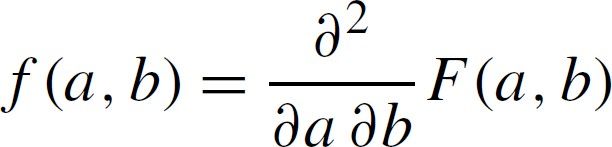 f(a, b) = ∂²/∂a ∂b F(a, b)